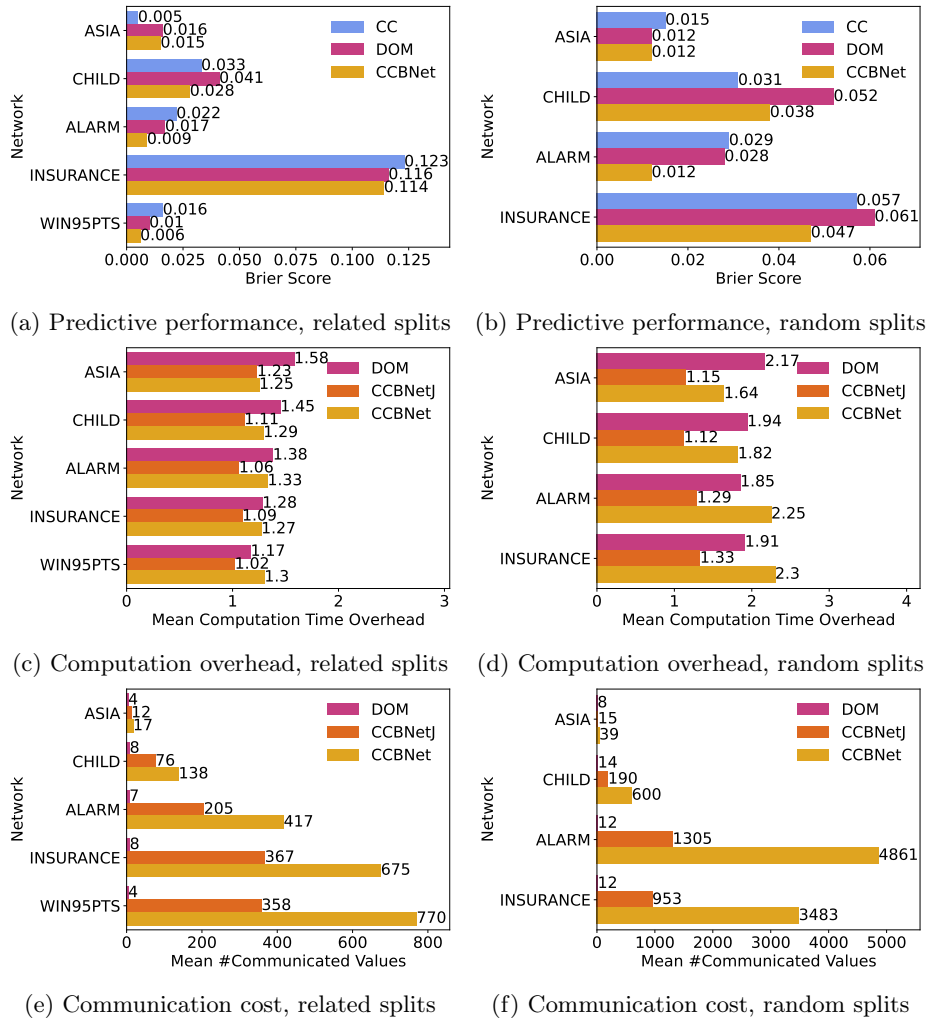 ASIA
CHILD
ALARM
INSURANCE
WIN95PTS
Network
0.005
0.016
0.015
0.033
0.041
0.028
0.022
0.017
0.009
0.123
0.116
0.114
0.016
0.01
0.006
CC
DOM
CCBNet
0.000 0.025 0.050 0.075 0.100 0.125
Brier Score
(a) Predictive performance, related splits
ASIA
CHILD
ALARM
INSURANCE
Network
0.015
0.012
0.012
0.031
0.052
0.038
0.029
0.028
0.012
0.057
0.061
0.047
CC
DOM
CCBNet
0.00 0.02 0.04 0.06
Brier Score
(b) Predictive performance, random splits
ASIA
CHILD
ALARM
INSURANCE
WIN95PTS
Network
1.58
1.23
1.25
1.45
1.11
1.29
1.38
1.06
1.33
1.28
1.09
1.27
1.17
1.02
1.3
DOM
CCBNetJ
CCBNet
0 1 2 3
Mean Computation Time Overhead
(c) Computation overhead, related splits
ASIA
CHILD
ALARM
INSURANCE
Network
2.17
1.15
1.64
1.94
1.12
1.82
1.85
1.29
2.25
1.91
1.33
2.3
DOM
CCBNetJ
CCBNet
0 1 2 3 4
Mean Computation Time Overhead
(d) Computation overhead, random splits
ASIA
CHILD
ALARM
INSURANCE
WIN95PTS
Network
4
12
17
8
76
138
7
205
417
8
367
675
4
358
770
DOM
CCBNetJ
CCBNet
0 200 400 600 800
Mean #Communicated Values
(e) Communication cost, related splits
ASIA
CHILD
ALARM
INSURANCE
Network
8
15
39
14
190
600
12
1305
4861
12
953
3483
DOM
CCBNetJ
CCBNet
0 1000 2000 3000 4000 5000
Mean #Communicated Values
(f) Communication cost, random splits